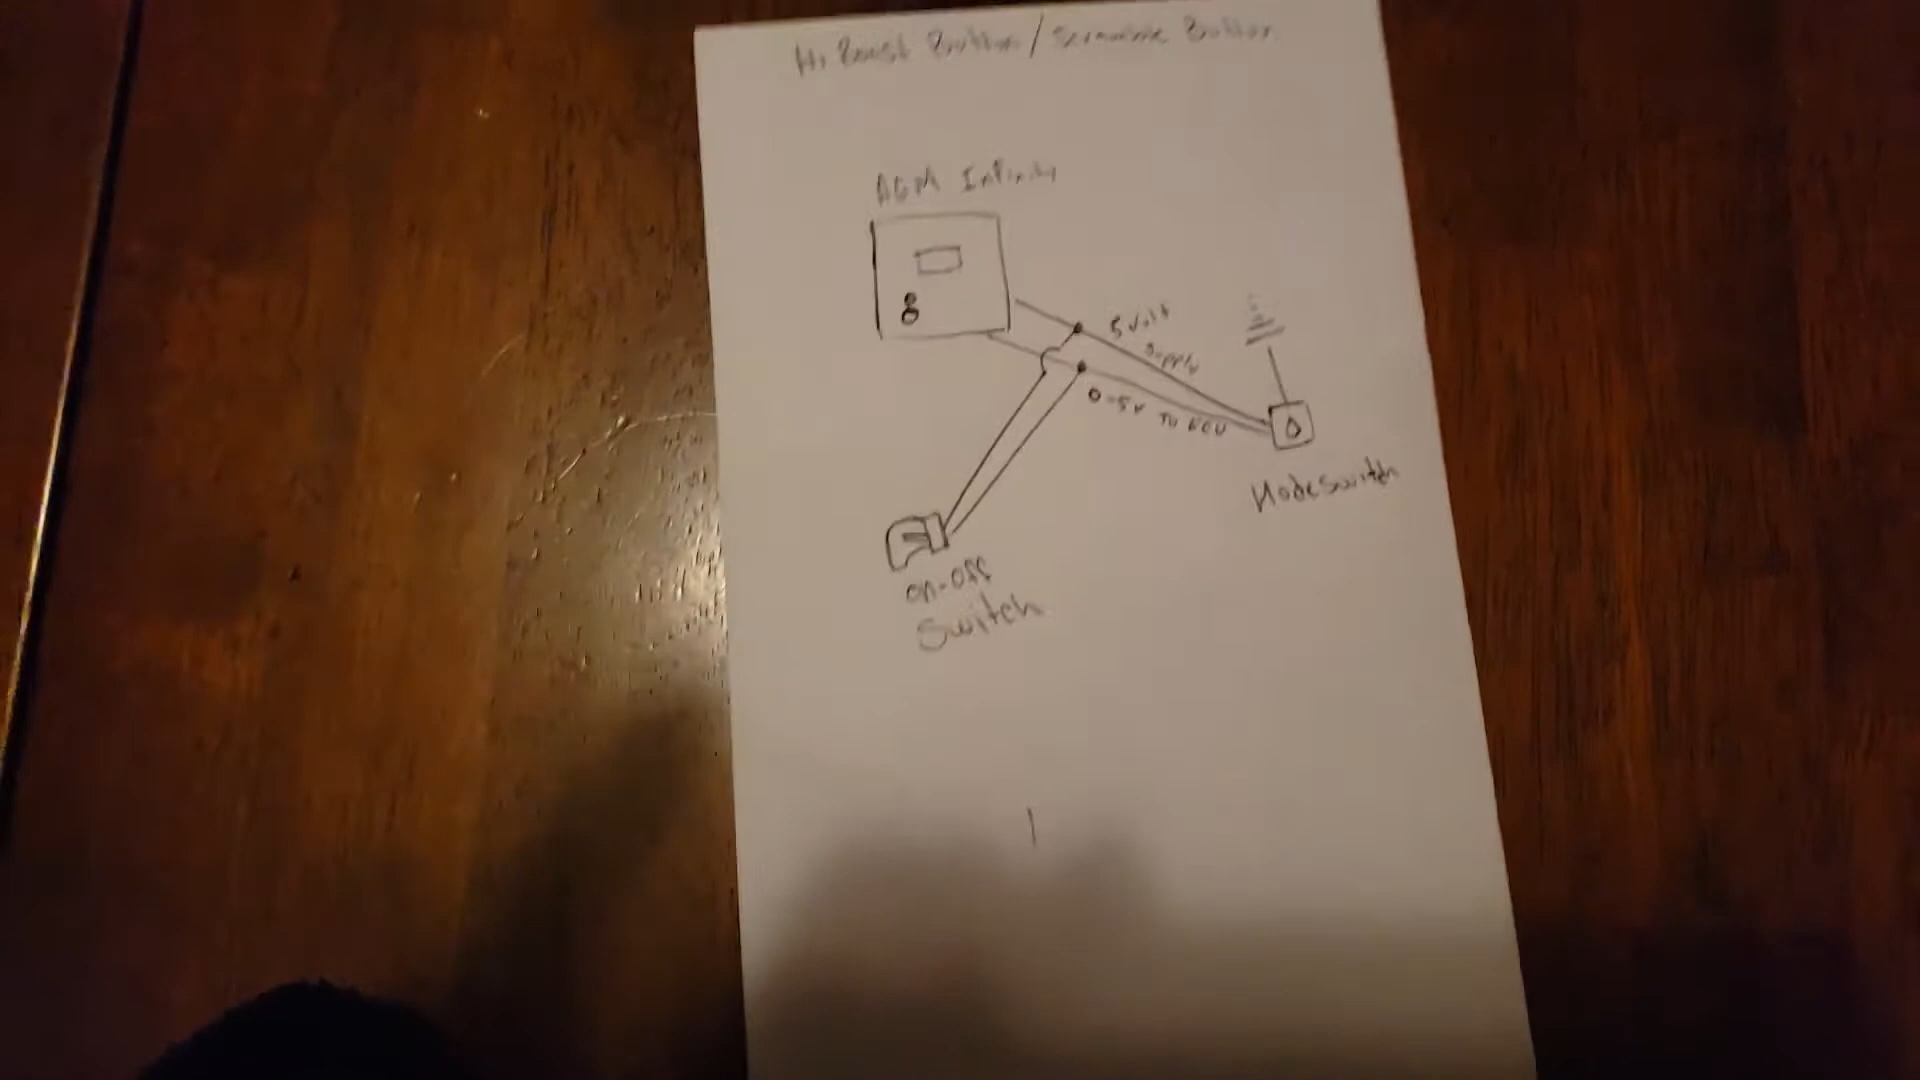 Hi Boost Button / Scramble Button
AEM Infinity
5 Volt
Supply
0-5V TO ECU
Modeswitch
on-off
Switch